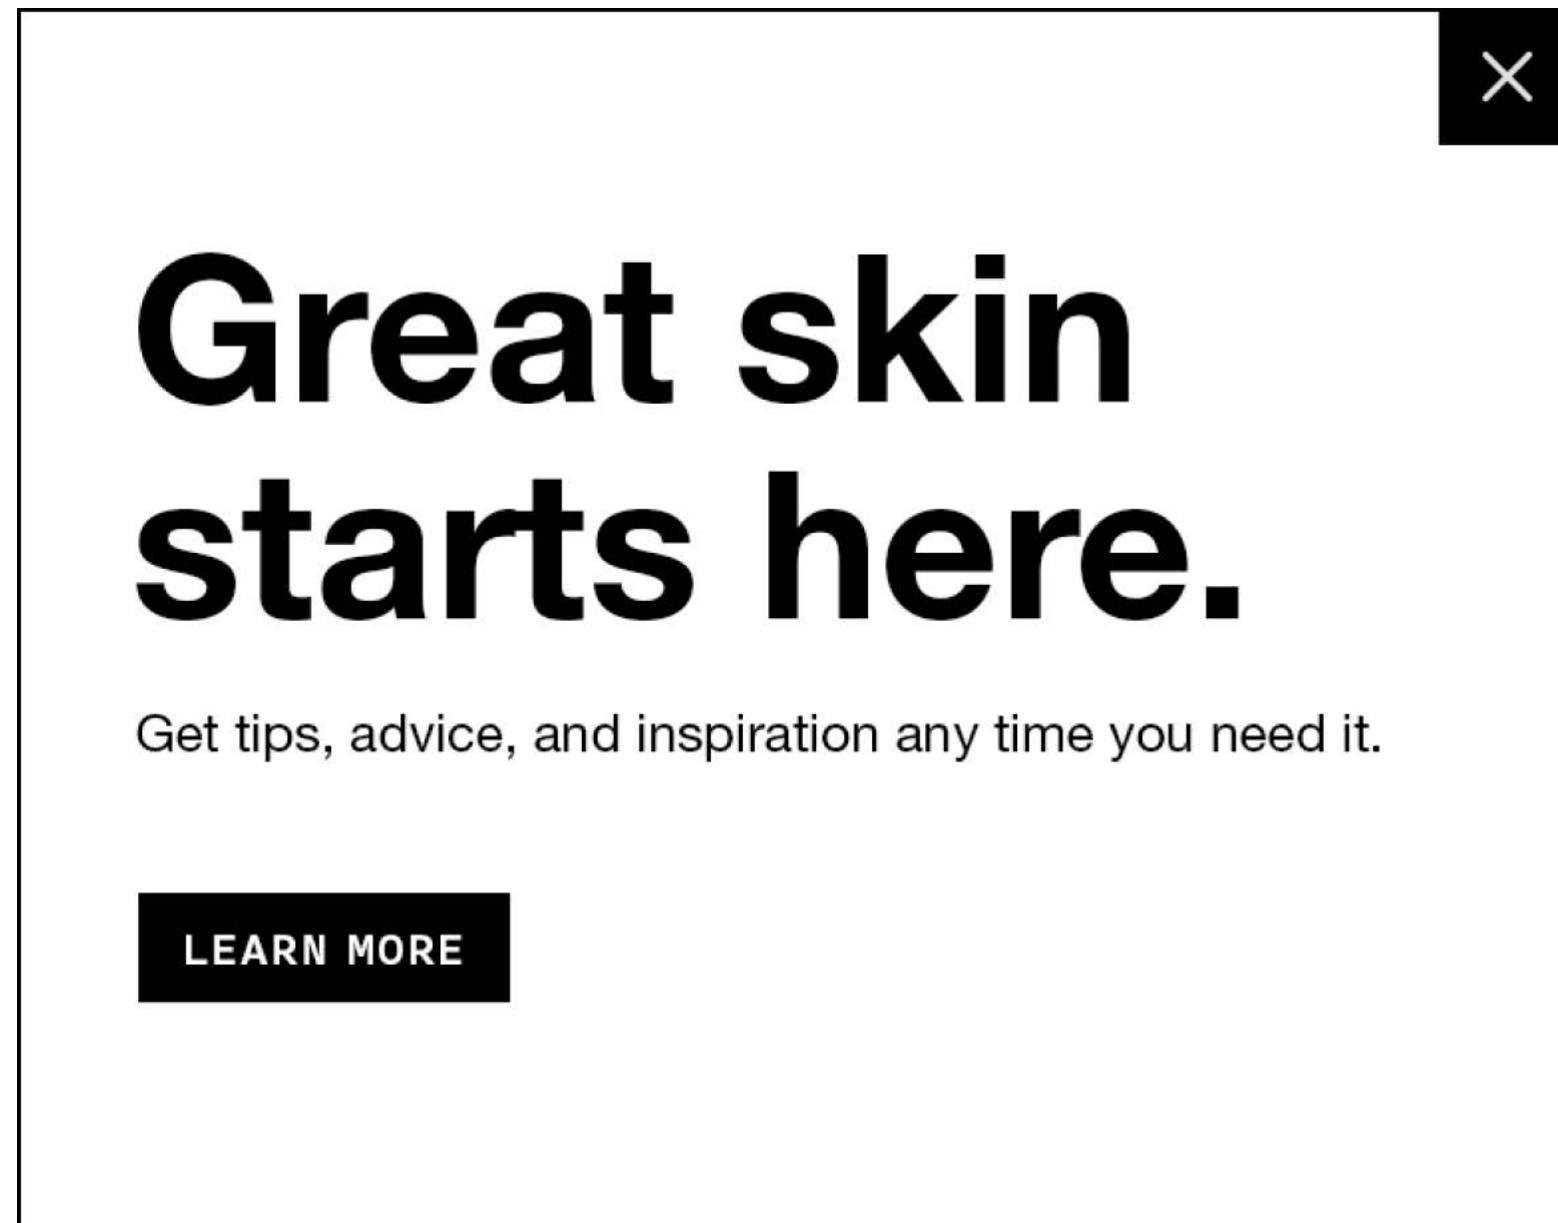 Great skin
starts here.
Get tips, advice, and inspiration any time you need it.
LEARN MORE